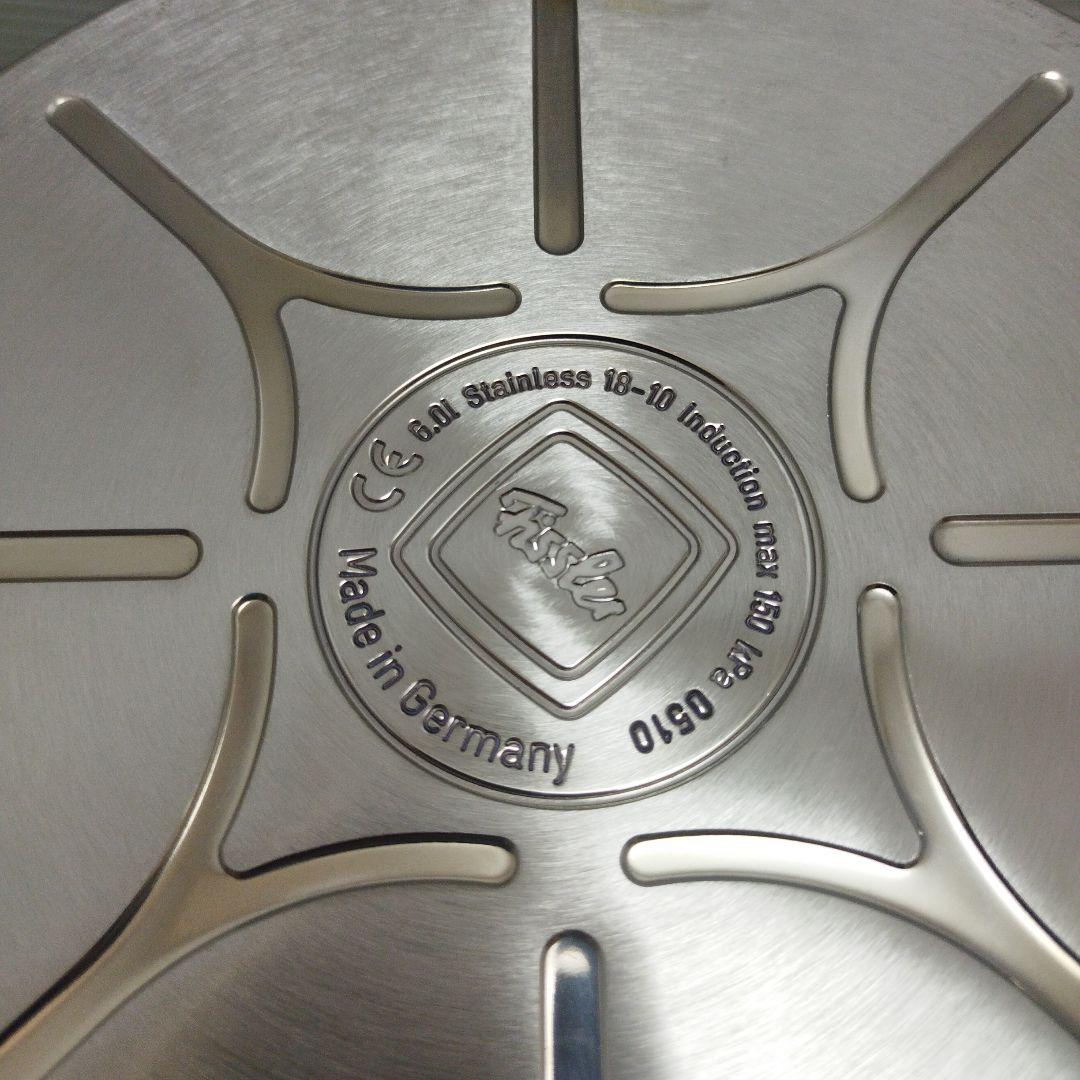 CE 6.0l Stainless 18-10 Induction max 150 kPa 0510
Fissler
Made in Germany